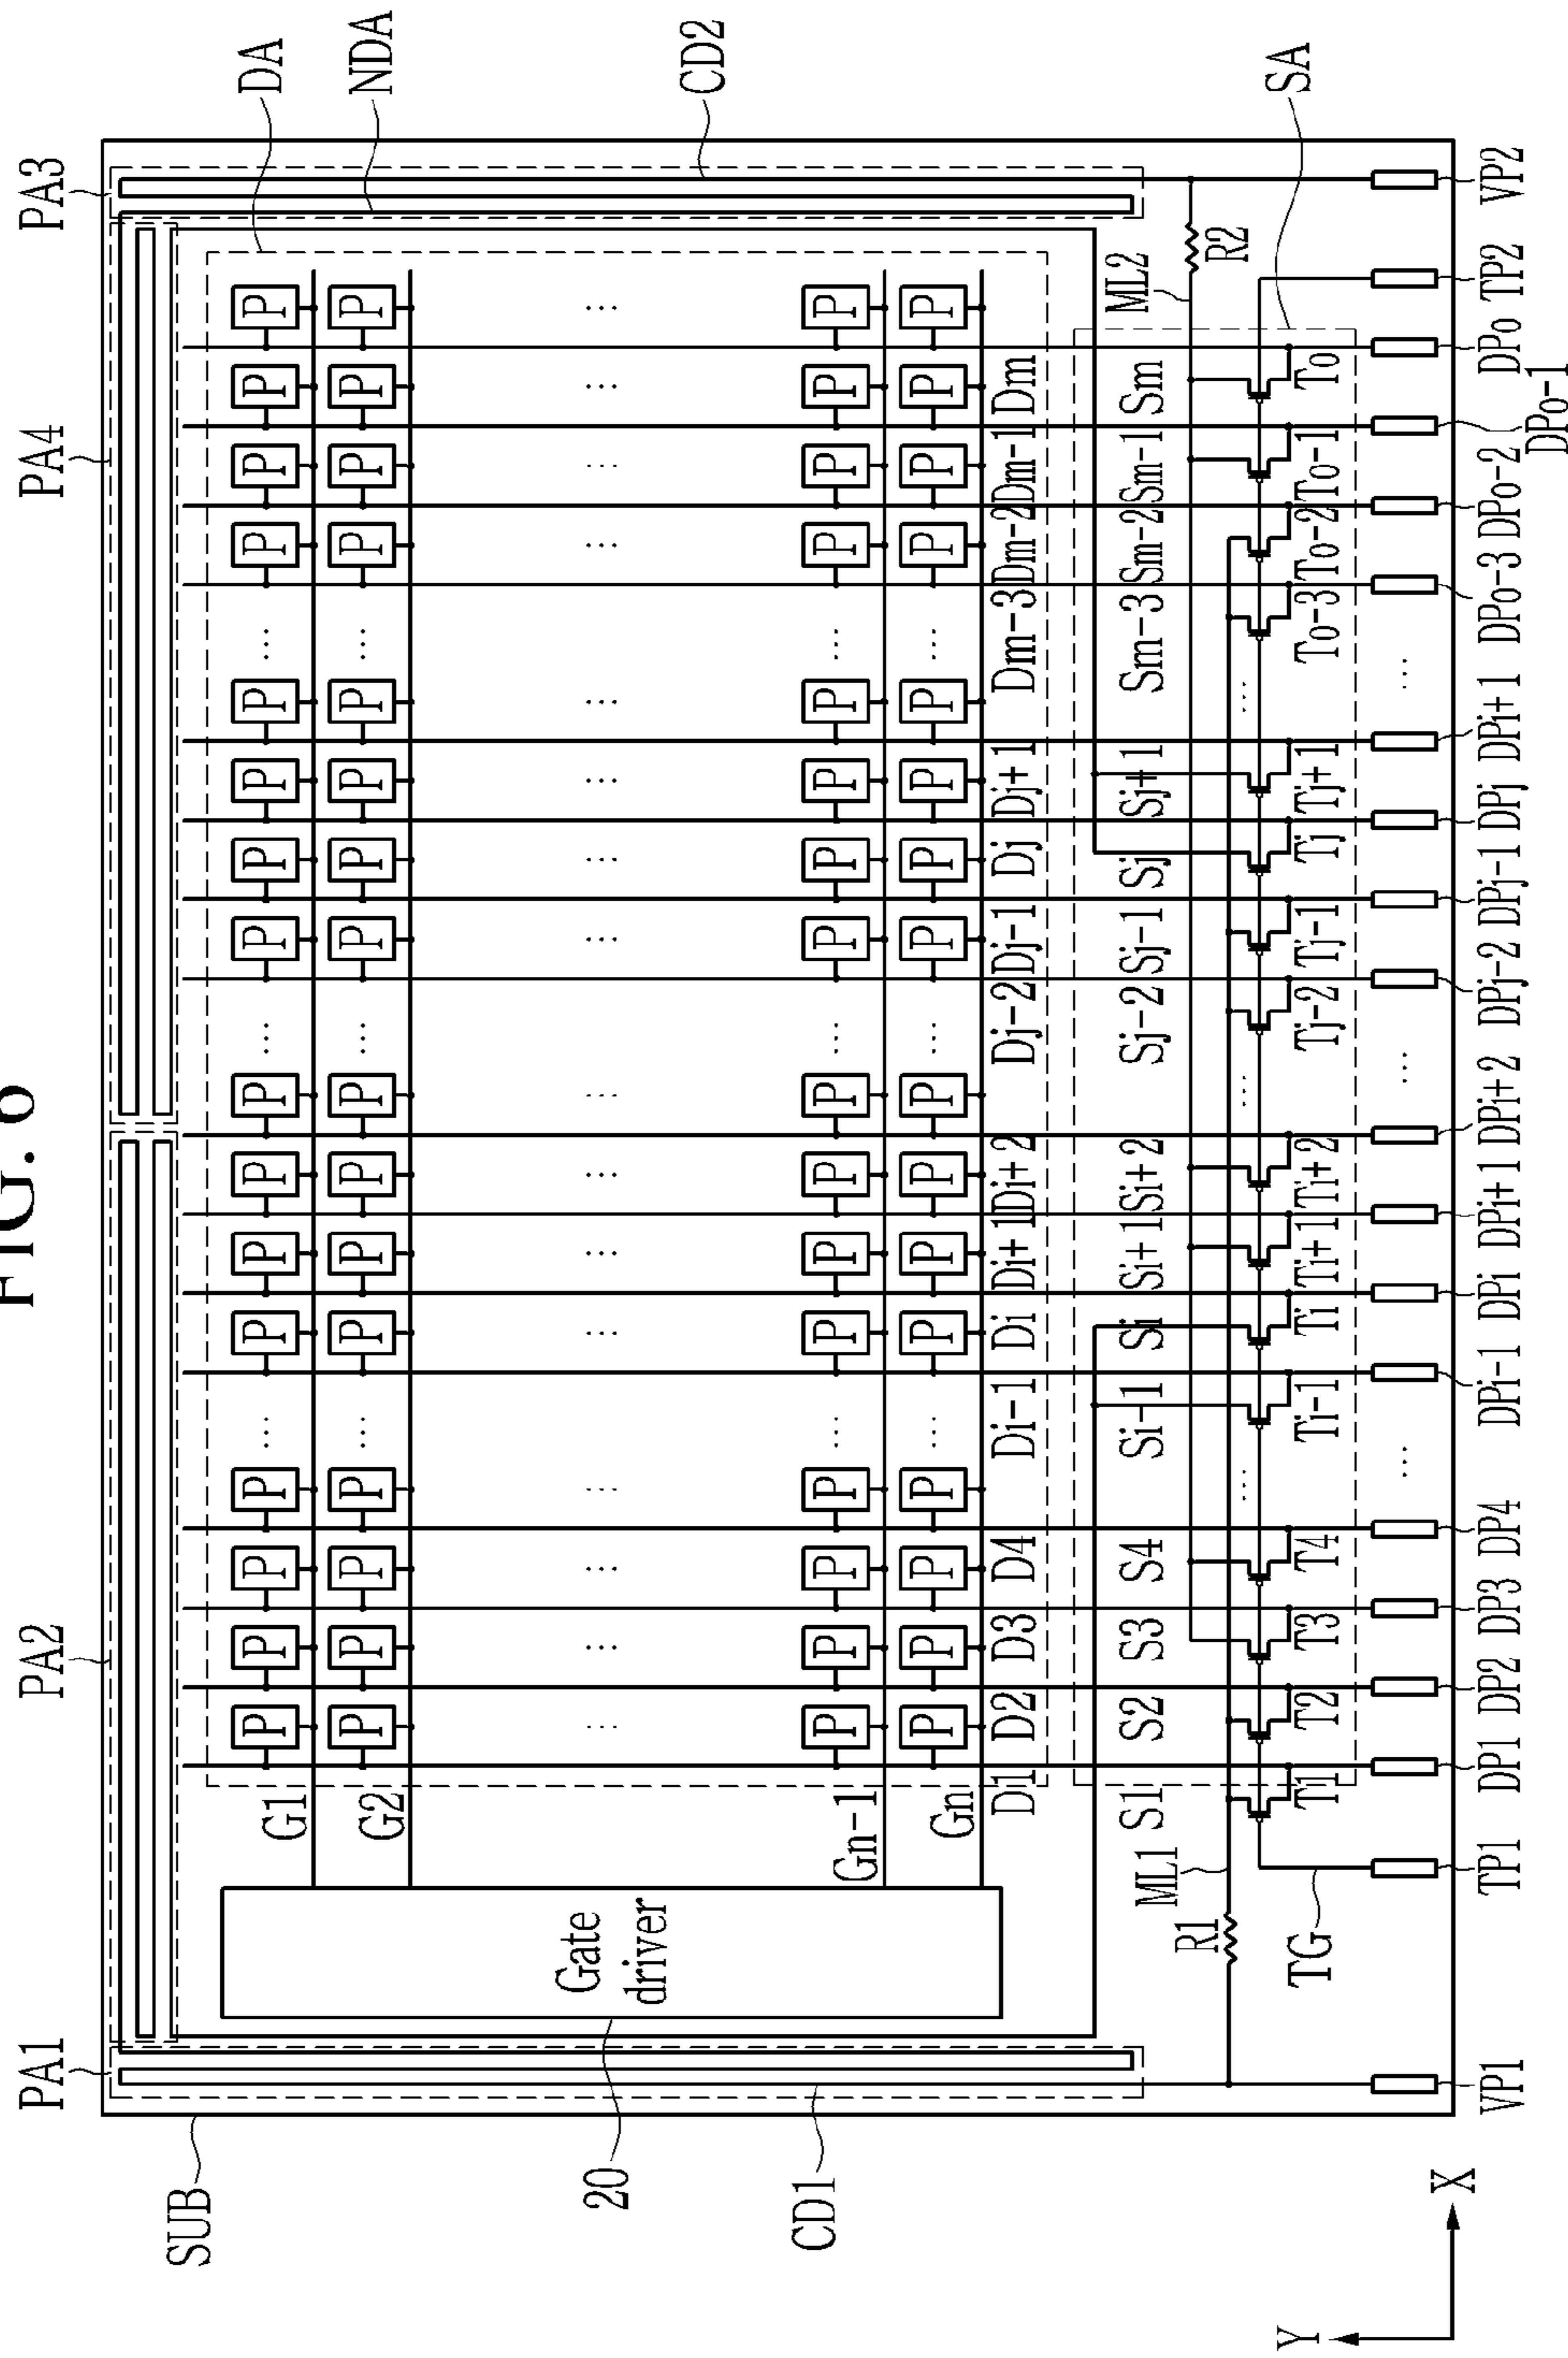 FIG.
PA1 PA2 PA4 PA3
SUB
DA
NDA
G1
P P P P ... P P P P ... P P P P ... P P P P
G2
P P P P ... P P P P ... P P P P ... P P P P
20
Gate
driver
... ... ... ... ... ... ... ... ... ... ... ... ... ... ... ...
CD2
CD1
Gn-1
P P P P ... P P P P ... P P P P ... P P P P
Gn
P P P P ... P P P P ... P P P P ... P P P P
D1 D2 D3 D4 Di-1 Di Di+1 Di+2 Dj-2 Dj-1 Dj Dj+1 Dm-3 Dm-2 Dm-1 Dm
ML1 S1 S2 S3 S4 Si-1 Si Si+1 Si+2 Sj-2 Sj-1 Sj Sj+1 Sm-3 Sm-2 Sm-1 Sm ML2
R1 R2
... ... ...
SA
TG T1 T2 T3 T4 Ti-1 Ti Ti+1 Ti+2 Tj-2 Tj-1 Tj Tj+1 To-3 To-2 To-1 To
... ... ...
VP1 TP1 DP1 DP2 DP3 DP4 DPi-1 DPi DPi+1 DPi+2 DPj-2 DPj-1 DPj DPi+1 DPo-3 DPo-2 DPo TP2 VP2
DPo-1
Y
X